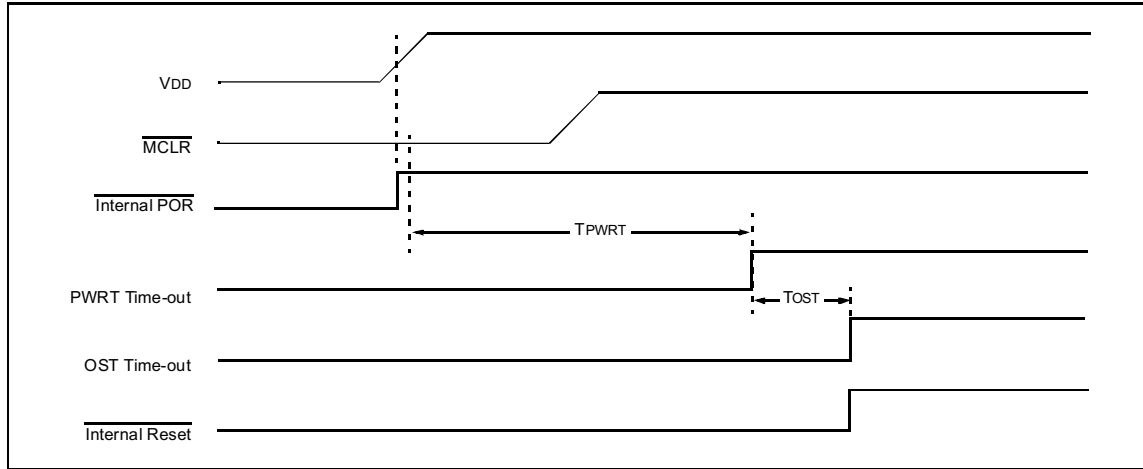 VDD
MCLR
Internal POR
TPWRT
PWRT Time-out
TOST
OST Time-out
Internal Reset